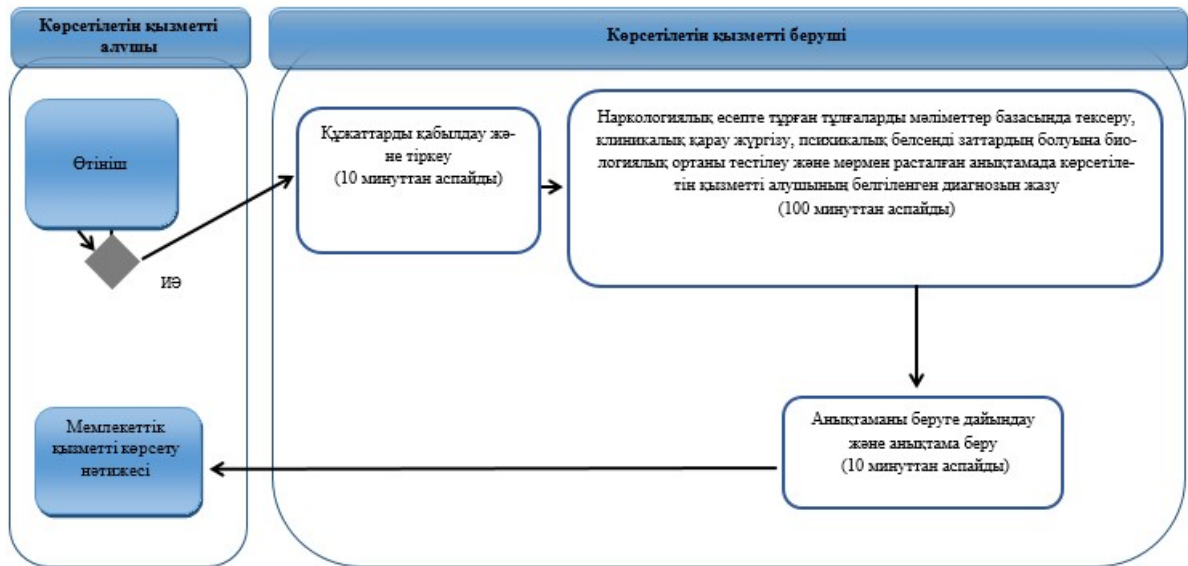 Көрсетілетін қызметті
алушы
Көрсетілетін қызметті беруші
Өтініш
ИӘ
Құжаттарды қабылдау жә-
не тіркеу
(10 минуттан аспайды)
Наркологиялық есепте тұрған тұлғаларды мәліметтер базасында тексеру,
клиникалық қарау жүргізу, психикалық белсенді заттардың болуына био-
логиялық ортаны тестілеу және мөрмен расталған анықтамада көрсетіле-
тін қызметті алушының белгіленген диагнозын жазу
(100 минуттан аспайды)
Анықтаманы беруге дайындау
және анықтама беру
(10 минуттан аспайды)
Мемлекеттік
қызметті көрсету
нәтижесі